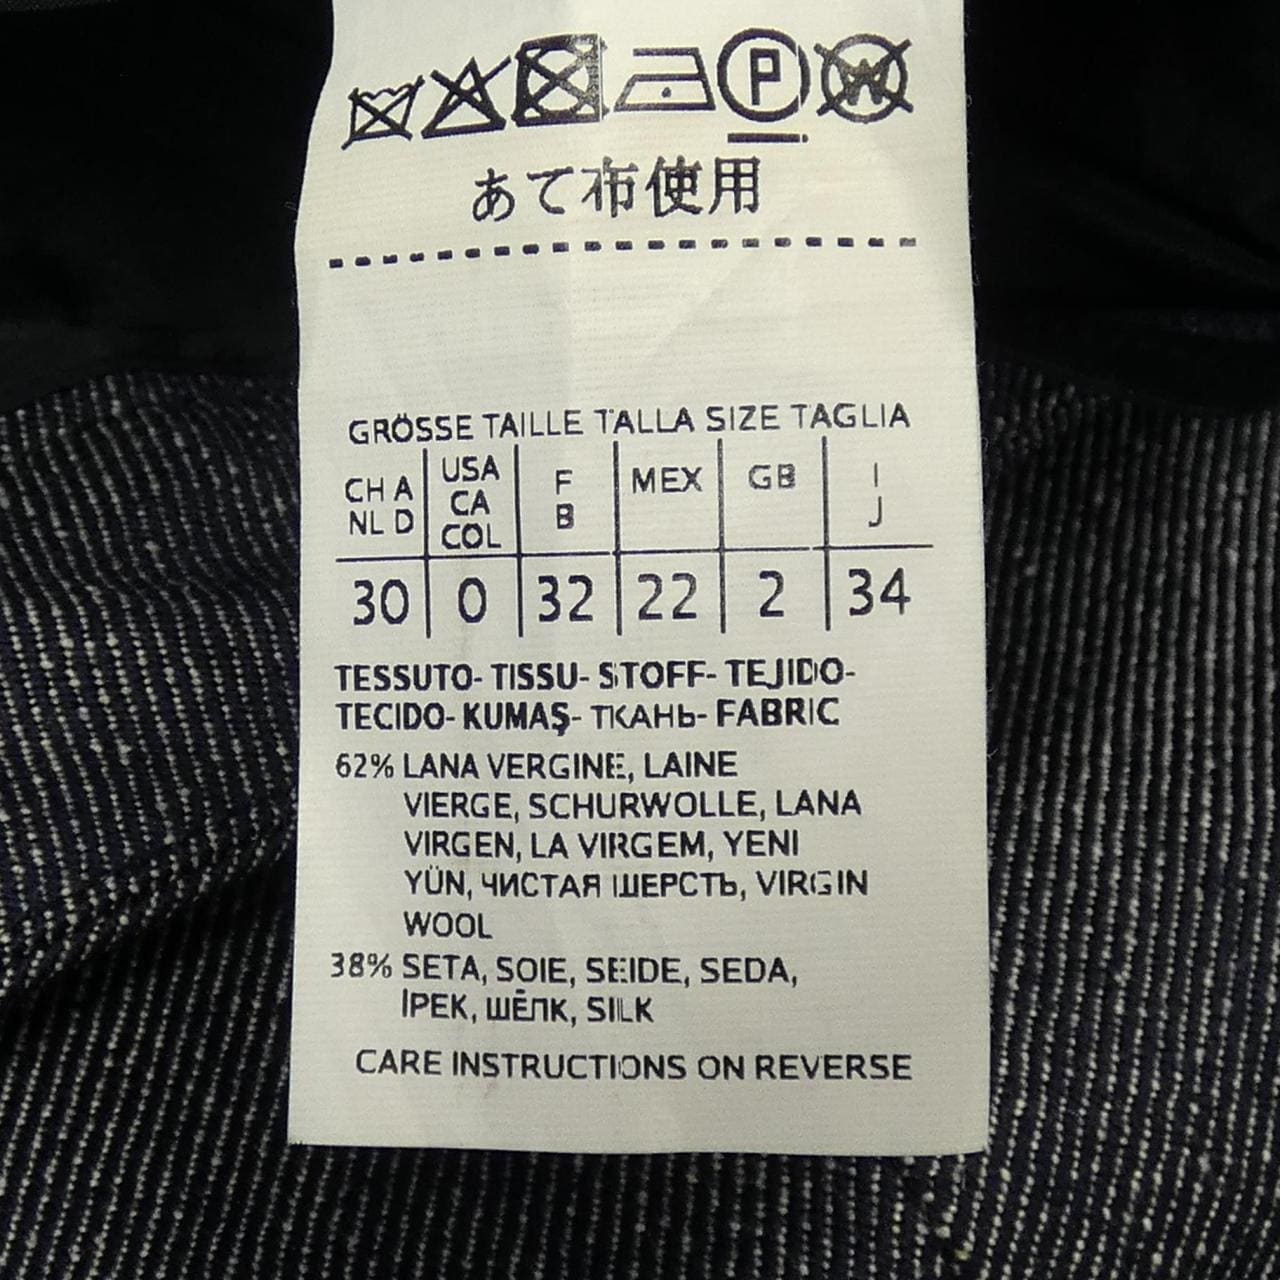 P W
あて布使用
GRÖSSE TAILLE TALLA SIZE TAGLIA
CH A NL D USA CA COL F B MEX GB I J
30 0 32 22 2 34
TESSUTO- TISSU- STOFF- TEJIDO-
TECIDO- KUMAŞ- ТКАНЬ- FABRIC
62% LANA VERGINE, LAINE
VIERGE, SCHURWOLLE, LANA
VIRGEN, LA VIRGEM, YENI
YÜN, ЧИСТАЯ ШЕРСТЬ, VIRGIN
WOOL
38% SETA, SOIE, SEIDE, SEDA,
İPEK, ШЁЛК, SILK
CARE INSTRUCTIONS ON REVERSE